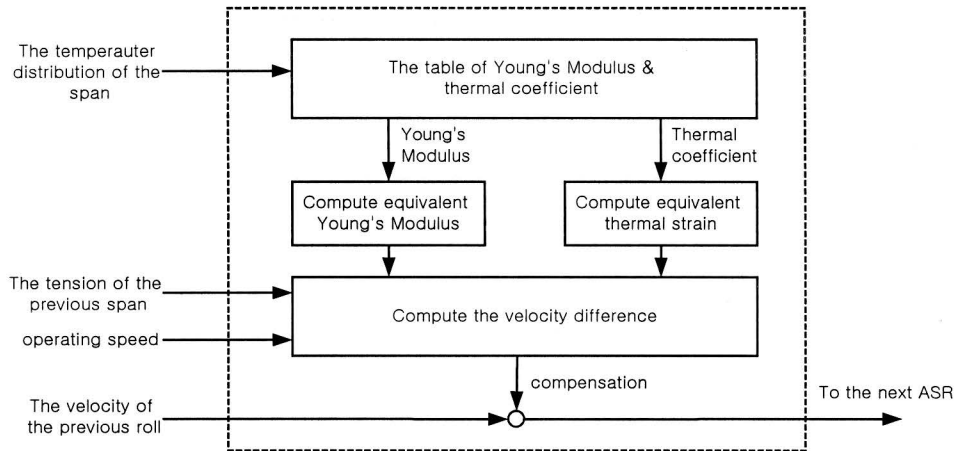 The temperauter
distribution of the
span
The table of Young's Modulus &
thermal coefficient
Young's
Modulus
Thermal
coefficient
Compute equivalent
Young's Modulus
Compute equivalent
thermal strain
The tension of the
previous span
operating speed
Compute the velocity difference
compensation
The velocity of
the previous roll
To the next ASR